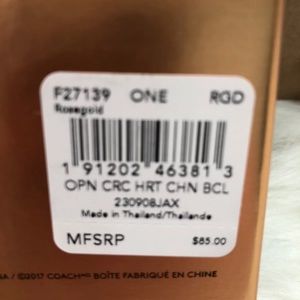 F27139 ONE RGD
Rosegold
1 91202 46381 3
OPN CRC HRT CHN BCL
230908JAX
Made in Thailand/Thaïlande
MFSRP $85.00
©2017 COACH® BOÎTE FABRIQUÉ EN CHINE